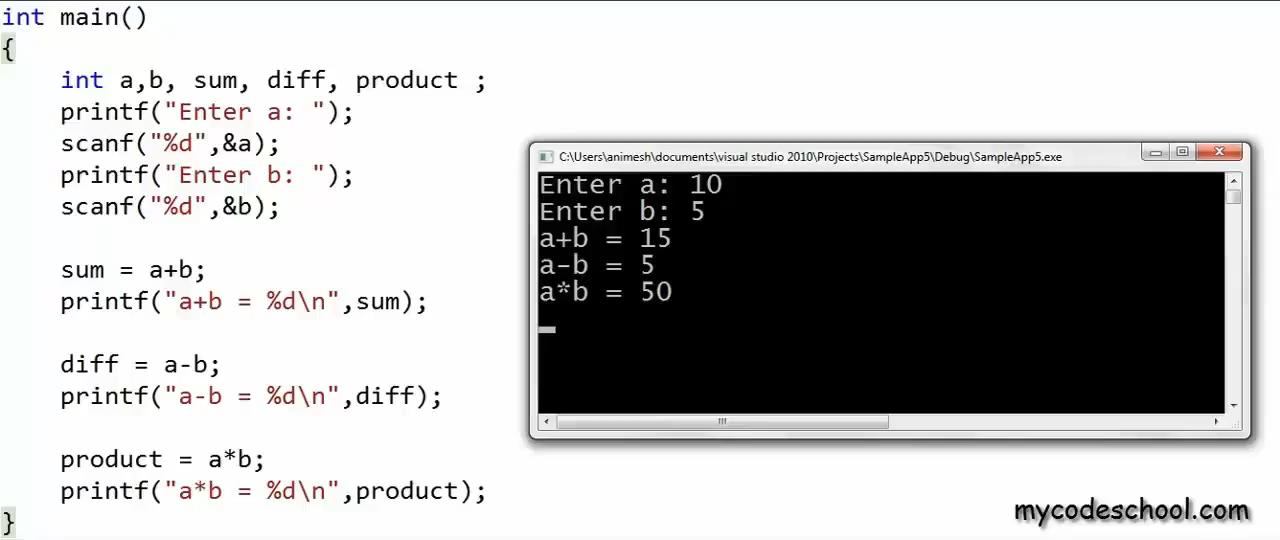 int main()
{
int a,b, sum, diff, product ;
printf("Enter a: ");
scanf("%d",&a);
printf("Enter b: ");
scanf("%d",&b);
sum = a+b;
printf("a+b = %d\n",sum);
diff = a-b;
printf("a-b = %d\n",diff);
product = a*b;
printf("a*b = %d\n",product);
}
C:\Users\animesh\documents\visual studio 2010\Projects\SampleApp5\Debug\SampleApp5.exe
Enter a: 10
Enter b: 5
a+b = 15
a-b = 5
a*b = 50
mycodeschool.com